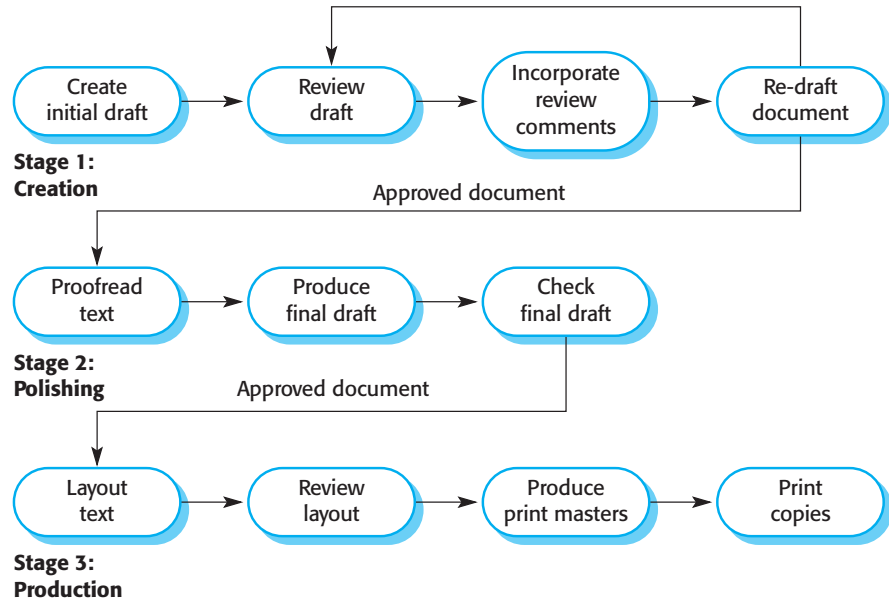 Create
initial draft
Review
draft
Incorporate
review
comments
Re-draft
document
Stage 1:
Creation
Approved document
Proofread
text
Produce
final draft
Check
final draft
Stage 2:
Polishing
Approved document
Layout
text
Review
layout
Produce
print masters
Print
copies
Stage 3:
Production